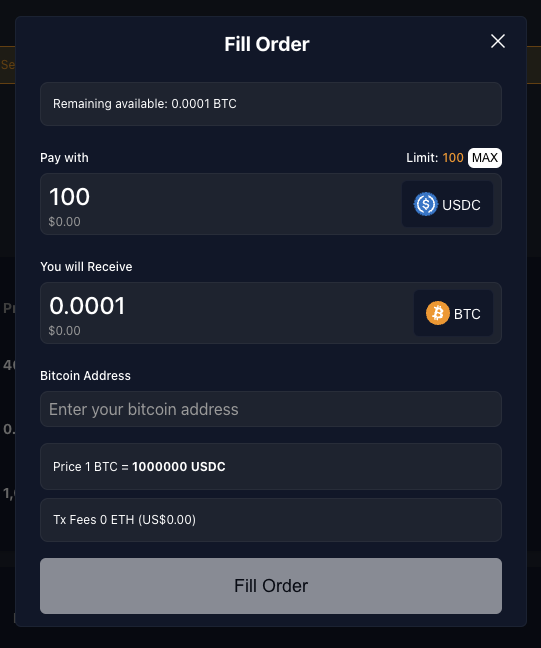 Fill Order
Remaining available: 0.0001 BTC
Pay with
Limit: 100 MAX
100
$0.00
USDC
You will Receive
0.0001
$0.00
BTC
Bitcoin Address
Enter your bitcoin address
Price 1 BTC = 1000000 USDC
Tx Fees 0 ETH (US$0.00)
Fill Order